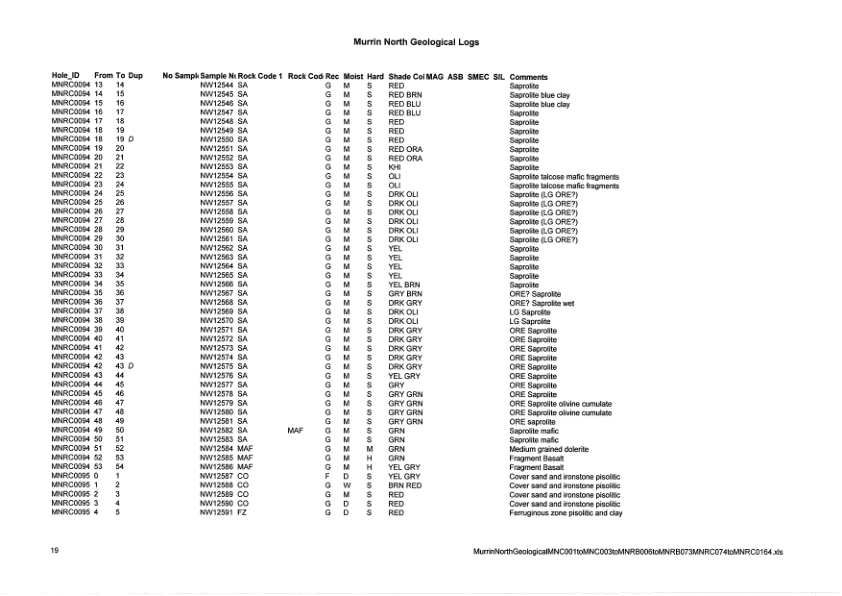 Murrin North Geological Logs
Hole_ID From To Dup No Sampl Sample N Rock Code 1 Rock Cod Rec Moist Hard Shade Col MAG ASB SMEC SIL Comments
MNRC0094 13 14 NW12544 SA G M S RED Saprolite
MNRC0094 14 15 NW12545 SA G M S RED BRN Saprolite blue clay
MNRC0094 15 16 NW12546 SA G M S RED BLU Saprolite blue clay
MNRC0094 16 17 NW12547 SA G M S RED BLU Saprolite
MNRC0094 17 18 NW12548 SA G M S RED Saprolite
MNRC0094 18 19 NW12549 SA G M S RED Saprolite
MNRC0094 18 19 D NW12550 SA G M S RED Saprolite
MNRC0094 19 20 NW12551 SA G M S RED ORA Saprolite
MNRC0094 20 21 NW12552 SA G M S RED ORA Saprolite
MNRC0094 21 22 NW12553 SA G M S KHI Saprolite
MNRC0094 22 23 NW12554 SA G M S OLI Saprolite talcose mafic fragments
MNRC0094 23 24 NW12555 SA G M S OLI Saprolite talcose mafic fragments
MNRC0094 24 25 NW12556 SA G M S DRK OLI Saprolite (LG ORE?)
MNRC0094 25 26 NW12557 SA G M S DRK OLI Saprolite (LG ORE?)
MNRC0094 26 27 NW12558 SA G M S DRK OLI Saprolite (LG ORE?)
MNRC0094 27 28 NW12559 SA G M S DRK OLI Saprolite (LG ORE?)
MNRC0094 28 29 NW12560 SA G M S DRK OLI Saprolite (LG ORE?)
MNRC0094 29 30 NW12561 SA G M S DRK OLI Saprolite (LG ORE?)
MNRC0094 30 31 NW12562 SA G M S YEL Saprolite
MNRC0094 31 32 NW12563 SA G M S YEL Saprolite
MNRC0094 32 33 NW12564 SA G M S YEL Saprolite
MNRC0094 33 34 NW12565 SA G M S YEL Saprolite
MNRC0094 34 35 NW12566 SA G M S YEL BRN Saprolite
MNRC0094 35 36 NW12567 SA G M S GRY BRN ORE? Saprolite
MNRC0094 36 37 NW12568 SA G M S DRK GRY ORE? Saprolite wet
MNRC0094 37 38 NW12569 SA G M S DRK OLI LG Saprolite
MNRC0094 38 39 NW12570 SA G M S DRK OLI LG Saprolite
MNRC0094 39 40 NW12571 SA G M S DRK GRY ORE Saprolite
MNRC0094 40 41 NW12572 SA G M S DRK GRY ORE Saprolite
MNRC0094 41 42 NW12573 SA G M S DRK GRY ORE Saprolite
MNRC0094 42 43 NW12574 SA G M S DRK GRY ORE Saprolite
MNRC0094 42 43 D NW12575 SA G M S DRK GRY ORE Saprolite
MNRC0094 43 44 NW12576 SA G M S YEL GRY ORE Saprolite
MNRC0094 44 45 NW12577 SA G M S GRY ORE Saprolite
MNRC0094 45 46 NW12578 SA G M S GRY GRN ORE Saprolite
MNRC0094 46 47 NW12579 SA G M S GRY GRN ORE Saprolite olivine cumulate
MNRC0094 47 48 NW12580 SA G M S GRY GRN ORE Saprolite olivine cumulate
MNRC0094 48 49 NW12581 SA G M S GRY GRN ORE saprolite
MNRC0094 49 50 NW12582 SA MAF G M S GRN Saprolite mafic
MNRC0094 50 51 NW12583 SA G M S GRN Saprolite mafic
MNRC0094 51 52 NW12584 MAF G M M GRN Medium grained dolerite
MNRC0094 52 53 NW12585 MAF G M H GRN Fragment Basalt
MNRC0094 53 54 NW12586 MAF G M H YEL GRY Fragment Basalt
MNRC0095 0 1 NW12587 CO F D S YEL GRY Cover sand and ironstone pisolitic
MNRC0095 1 2 NW12588 CO G W S BRN RED Cover sand and ironstone pisolitic
MNRC0095 2 3 NW12589 CO G M S RED Cover sand and ironstone pisolitic
MNRC0095 3 4 NW12590 CO G D S RED Cover sand and ironstone pisolitic
MNRC0095 4 5 NW12591 FZ G D S RED Ferruginous zone pisolitic and clay
19 MurrinNorthGeologicalMNC001toMNC003toMNRB006toMNRB073MNRC074toMNRC0164.xls